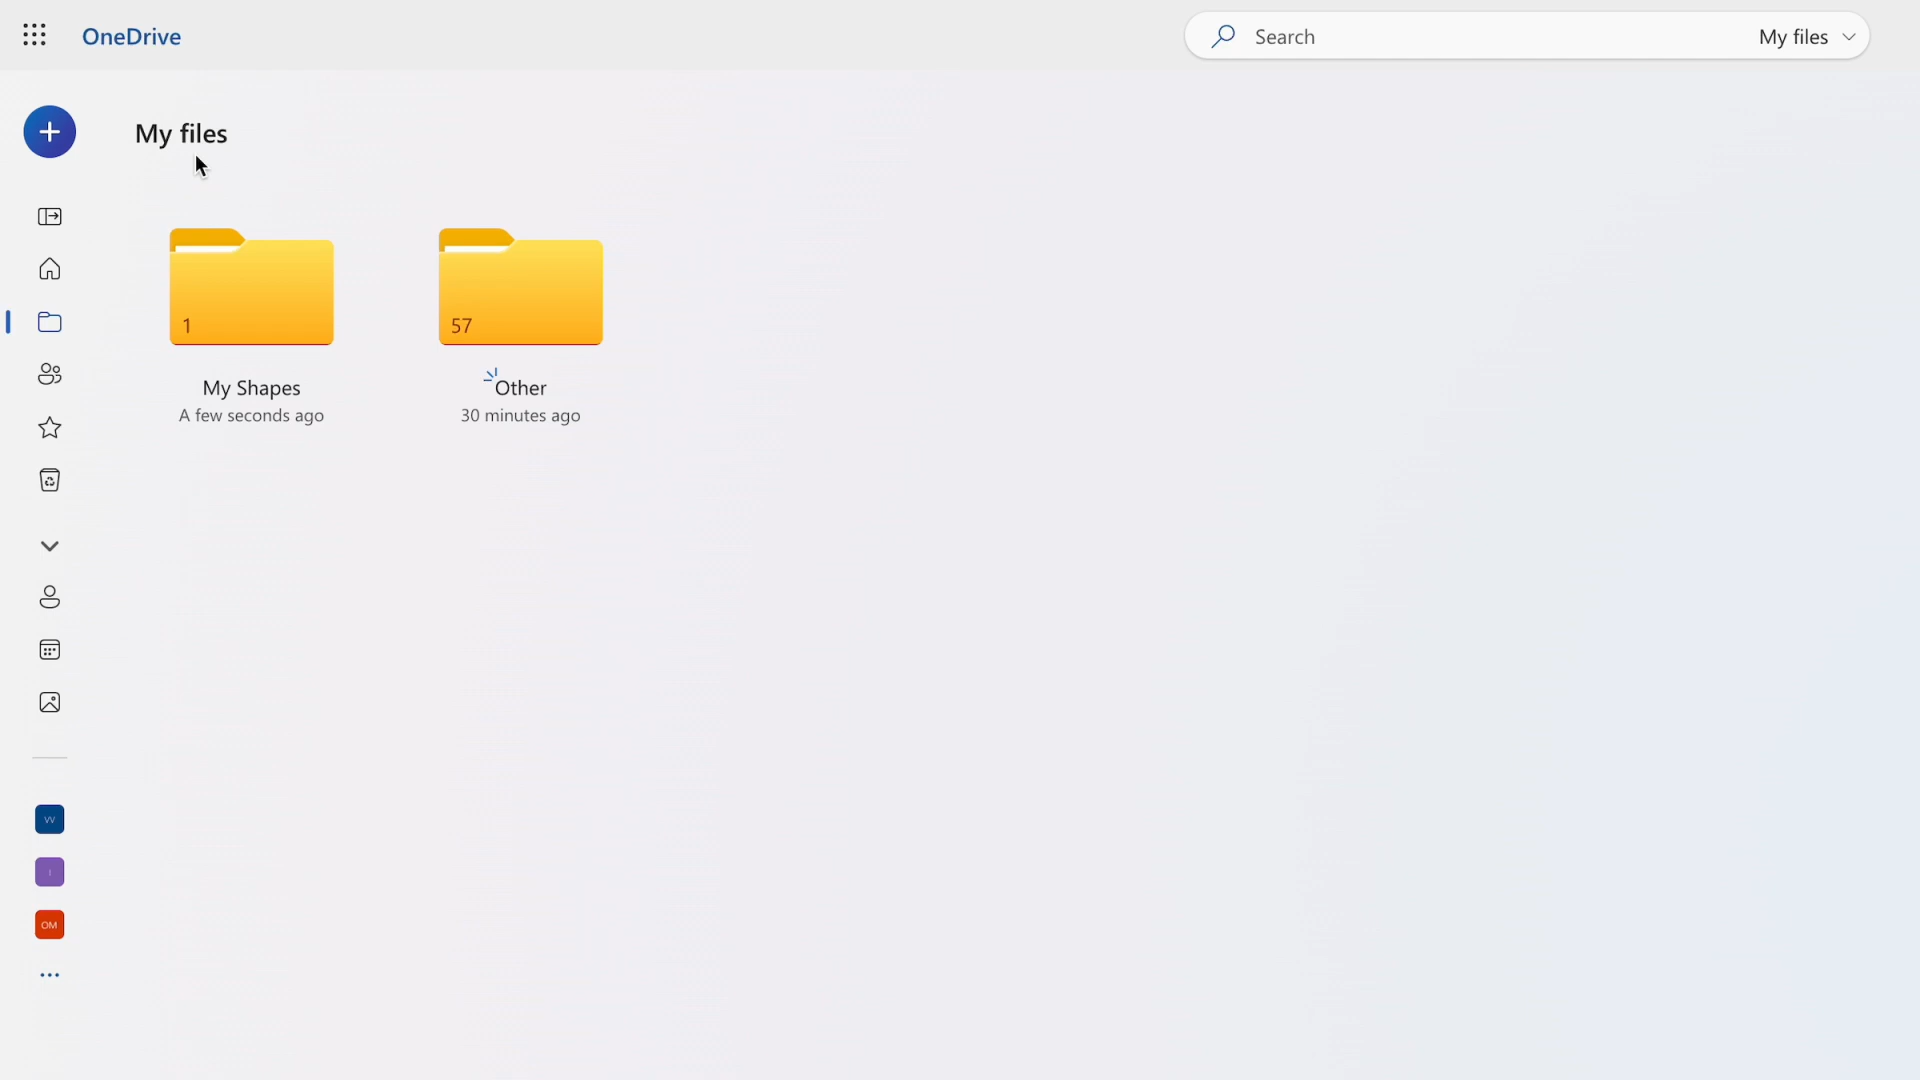 OneDrive
Search
My files
My files
1
57
My Shapes
Other
A few seconds ago
30 minutes ago
W
I
OM